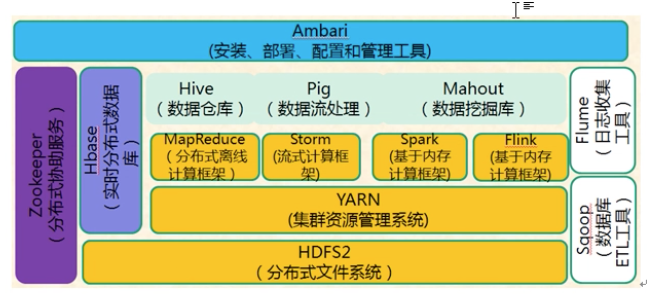 Ambari
(安装、部署、配置和管理工具)
Zookeeper
(分布式协助服务)
Hbase
(实时分布式数据
库)
Hive
(数据仓库)
Pig
(数据流处理)
Mahout
(数据挖掘库)
MapReduce
(分布式离线
计算框架)
Storm
(流式计算框
架)
Spark
(基于内存
计算框架)
Flink
(基于内存
计算框架)
YARN
(集群资源管理系统)
HDFS2
(分布式文件系统)
Flume
(日志收集
工具)
Sqoop
(数据库
ETL工具)